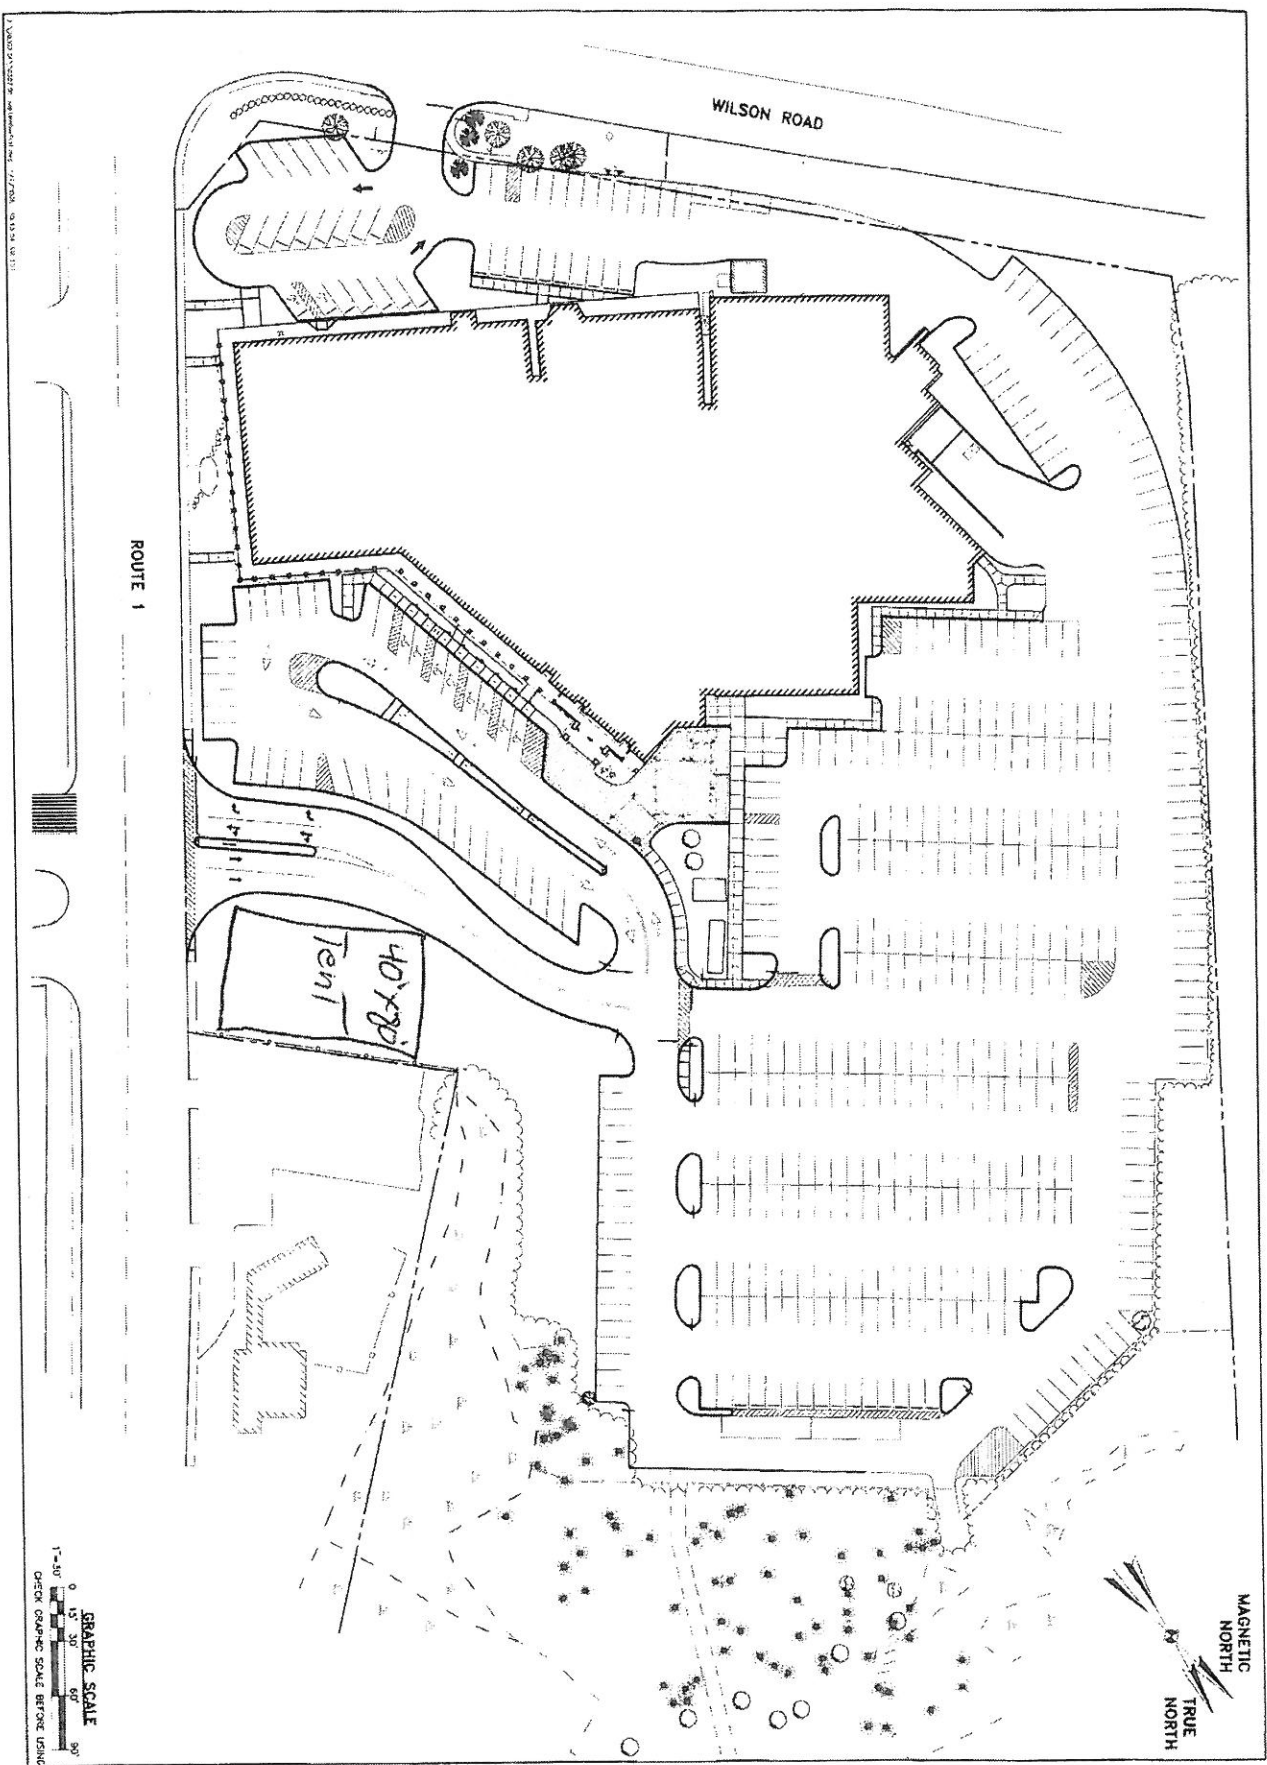 WILSON ROAD
ROUTE 1
40'x80'
Tent
MAGNETIC
NORTH
TRUE
NORTH
GRAPHIC SCALE
1"=30' 0 15' 30' 60' 90'
CHECK GRAPHIC SCALE BEFORE USING